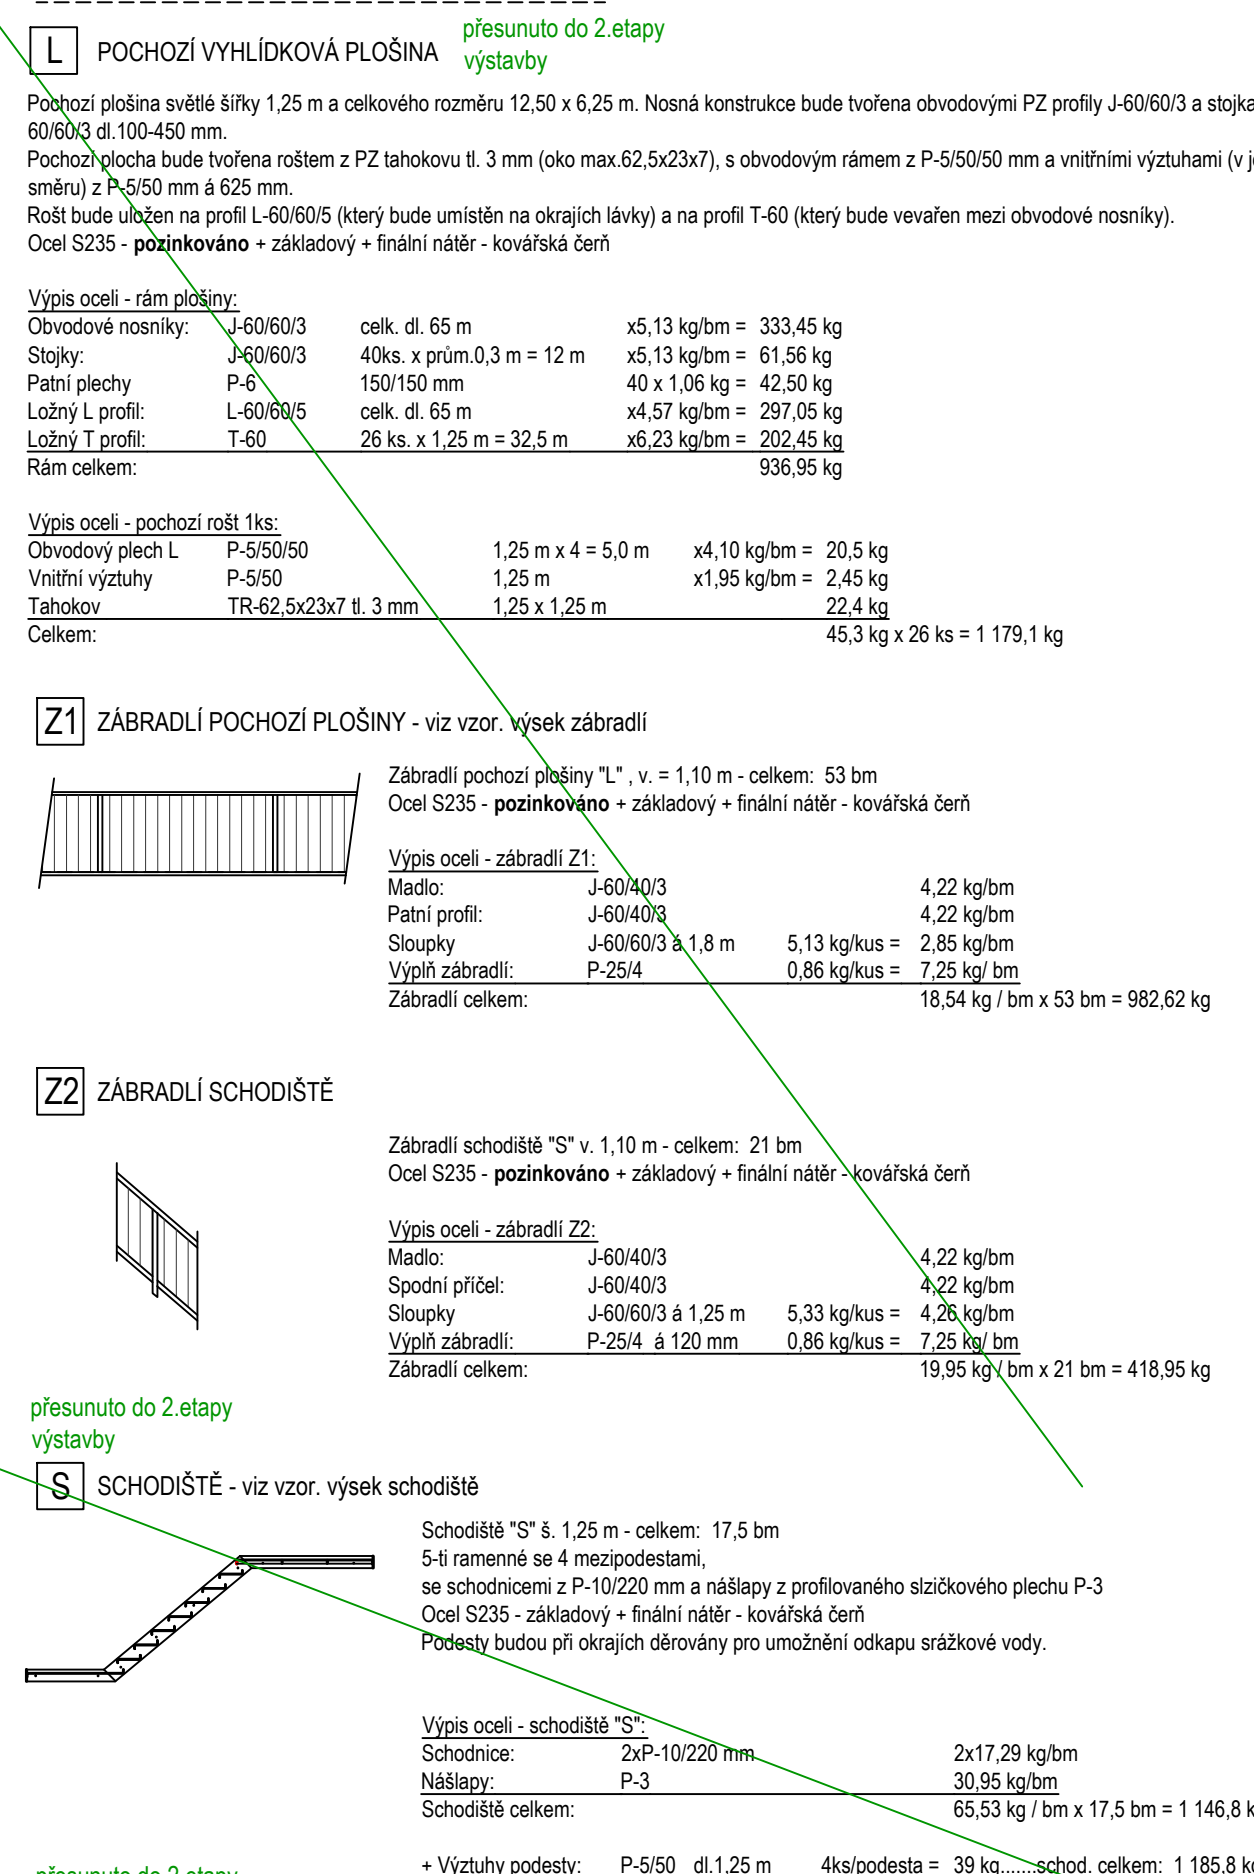 přesunuto do 2.etapy
výstavby
L POCHOZÍ VYHLÍDKOVÁ PLOŠINA
Pochozí plošina světlé šířky 1,25 m a celkového rozměru 12,50 x 6,25 m. Nosná konstrukce bude tvořena obvodovými PZ profily J-60/60/3 a stojka
60/60/3 dl.100-450 mm.
Pochozí plocha bude tvořena roštem z PZ tahokovu tl. 3 mm (oko max.62,5x23x7), s obvodovým rámem z P-5/50/50 mm a vnitřními výztuhami (v j
směru) z P-5/50 mm á 625 mm.
Rošt bude uložen na profil L-60/60/5 (který bude umístěn na okrajích lávky) a na profil T-60 (který bude vevařen mezi obvodové nosníky).
Ocel S235 - pozinkováno + základový + finální nátěr - kovářská čerň
Výpis oceli - rám plošiny:
Obvodové nosníky: J-60/60/3 celk. dl. 65 m x5,13 kg/bm = 333,45 kg
Stojky: J-60/60/3 40ks. x prům.0,3 m = 12 m x5,13 kg/bm = 61,56 kg
Patní plechy P-6 150/150 mm 40 x 1,06 kg = 42,50 kg
Ložný L profil: L-60/60/5 celk. dl. 65 m x4,57 kg/bm = 297,05 kg
Ložný T profil: T-60 26 ks. x 1,25 m = 32,5 m x6,23 kg/bm = 202,45 kg
Rám celkem: 936,95 kg
Výpis oceli - pochozí rošt 1ks:
Obvodový plech L P-5/50/50 1,25 m x 4 = 5,0 m x4,10 kg/bm = 20,5 kg
Vnitřní výztuhy P-5/50 1,25 m x1,95 kg/bm = 2,45 kg
Tahokov TR-62,5x23x7 tl. 3 mm 1,25 x 1,25 m 22,4 kg
Celkem: 45,3 kg x 26 ks = 1 179,1 kg
Z1 ZÁBRADLÍ POCHOZÍ PLOŠINY - viz vzor. výsek zábradlí
Zábradlí pochozí plošiny "L" , v. = 1,10 m - celkem: 53 bm
Ocel S235 - pozinkováno + základový + finální nátěr - kovářská čerň
Výpis oceli - zábradlí Z1:
Madlo: J-60/40/3 4,22 kg/bm
Patní profil: J-60/40/3 4,22 kg/bm
Sloupky J-60/60/3 á 1,8 m 5,13 kg/kus = 2,85 kg/bm
Výplň zábradlí: P-25/4 0,86 kg/kus = 7,25 kg/ bm
Zábradlí celkem: 18,54 kg / bm x 53 bm = 982,62 kg
Z2 ZÁBRADLÍ SCHODIŠTĚ
Zábradlí schodiště "S" v. 1,10 m - celkem: 21 bm
Ocel S235 - pozinkováno + základový + finální nátěr - kovářská čerň
Výpis oceli - zábradlí Z2:
Madlo: J-60/40/3 4,22 kg/bm
Spodní příčel: J-60/40/3 4,22 kg/bm
Sloupky J-60/60/3 á 1,25 m 5,33 kg/kus = 4,26 kg/bm
Výplň zábradlí: P-25/4 á 120 mm 0,86 kg/kus = 7,25 kg/ bm
Zábradlí celkem: 19,95 kg / bm x 21 bm = 418,95 kg
přesunuto do 2.etapy
výstavby
S SCHODIŠTĚ - viz vzor. výsek schodiště
Schodiště "S" š. 1,25 m - celkem: 17,5 bm
5-ti ramenné se 4 mezipodestami,
se schodnicemi z P-10/220 mm a nášlapy z profilovaného slzičkového plechu P-3
Ocel S235 - základový + finální nátěr - kovářská čerň
Podesty budou při okrajích děrovány pro umožnění odkapu srážkové vody.
Výpis oceli - schodiště "S":
Schodnice: 2xP-10/220 mm 2x17,29 kg/bm
Nášlapy: P-3 30,95 kg/bm
Schodiště celkem: 65,53 kg / bm x 17,5 bm = 1 146,8 k
+ Výztuhy podesty: P-5/50 dl.1,25 m 4ks/podesta = 39 kg.......schod. celkem: 1 185,8 kg
přesunuto do 2.etapy